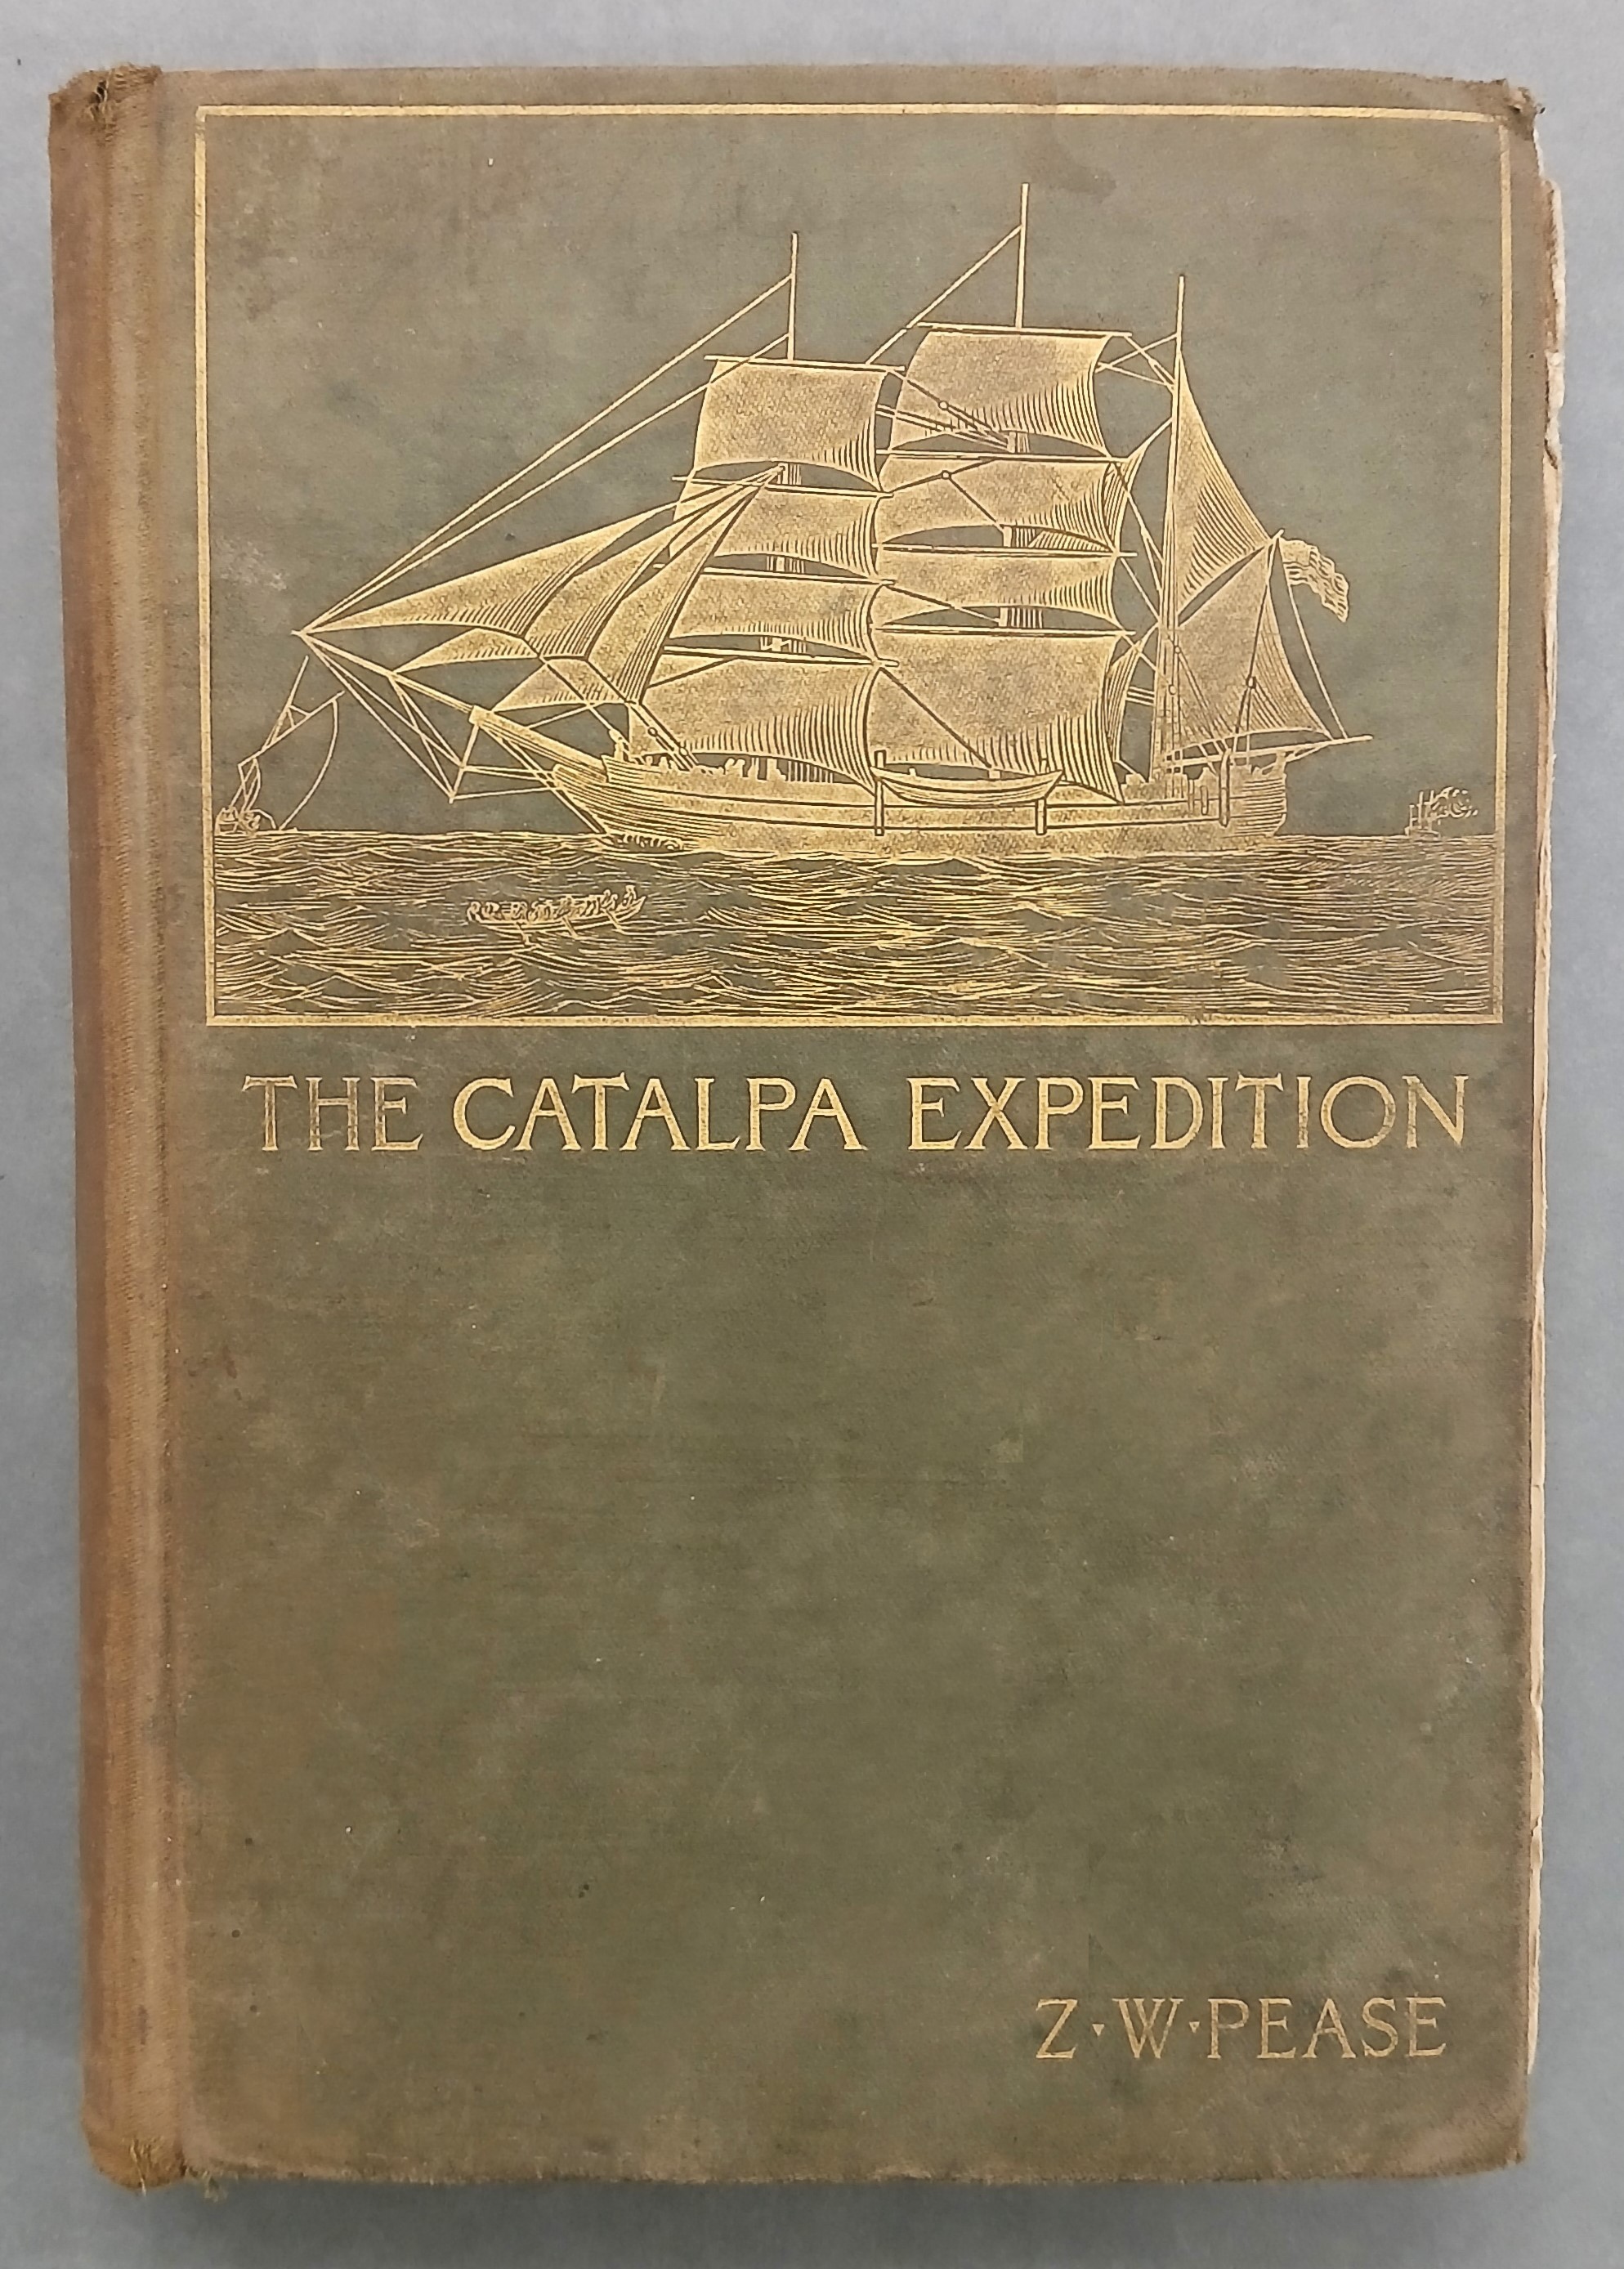 THE CATALPA EXPEDITION
Z·W·PEASE